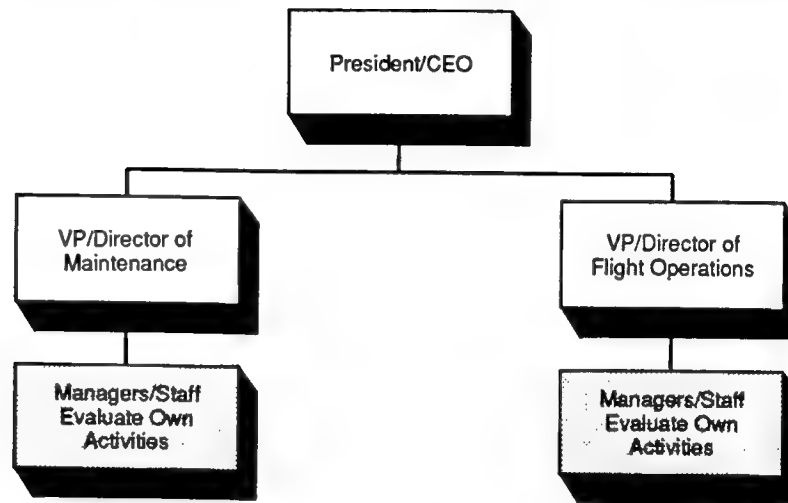 President/CEO
VP/Director of
Maintenance
VP/Director of
Flight Operations
Managers/Staff
Evaluate Own
Activities
Managers/Staff
Evaluate Own
Activities